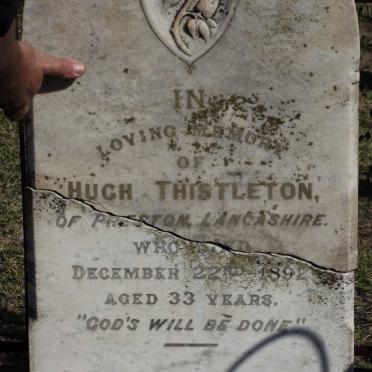 IN
LOVING MEMORY
OF
HUGH THISTLETON,
OF PRESTON, LANCASHIRE.
WHO DIED
DECEMBER 22ND 1892
AGED 33 YEARS.
"GOD'S WILL BE DONE"